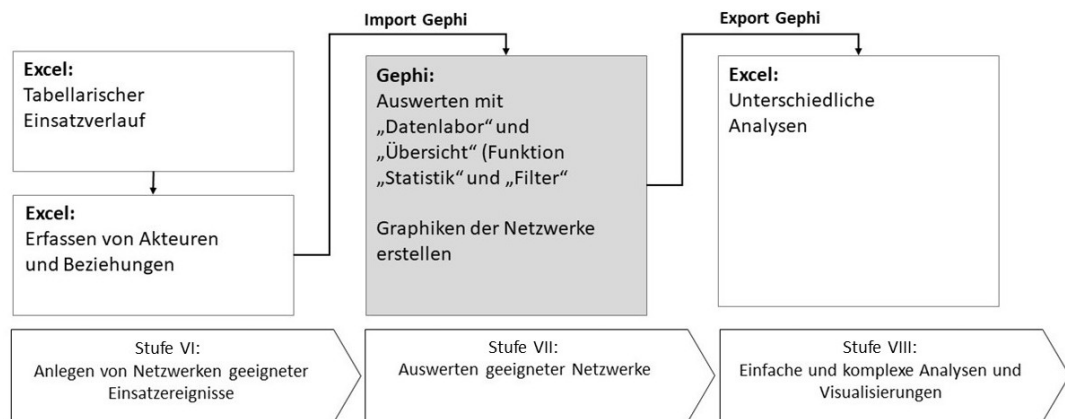 Import Gephi
Export Gephi
Excel:
Tabellarischer
Einsatzverlauf
Excel:
Erfassen von Akteuren
und Beziehungen
Gephi:
Auswerten mit
„Datenlabor“ und
„Übersicht“ (Funktion
„Statistik“ und „Filter“
Graphiken der Netzwerke
erstellen
Excel:
Unterschiedliche
Analysen
Stufe VI:
Anlegen von Netzwerken geeigneter
Einsatzereignisse
Stufe VII:
Auswerten geeigneter Netzwerke
Stufe VIII:
Einfache und komplexe Analysen und
Visualisierungen